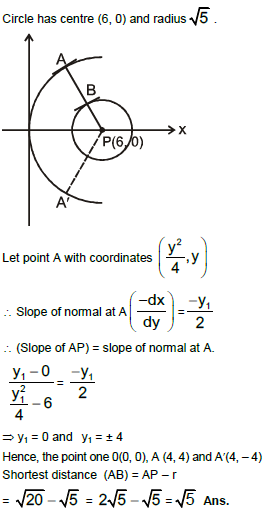 Circle has centre (6, 0) and radius √5 .
A
B
X
P(6,0)
A′
Let point A with coordinates (y²/4, y)
∴ Slope of normal at A (−dx/dy) = −y₁/2
∴ (Slope of AP) = slope of normal at A.
(y₁ − 0)/(y₁²/4 − 6) = −y₁/2
⇒ y₁ = 0 and y₁ = ± 4
Hence, the point one 0(0, 0), A (4, 4) and A′(4, – 4)
Shortest distance (AB) = AP – r
= √20 − √5 = 2√5 − √5 = √5 Ans.